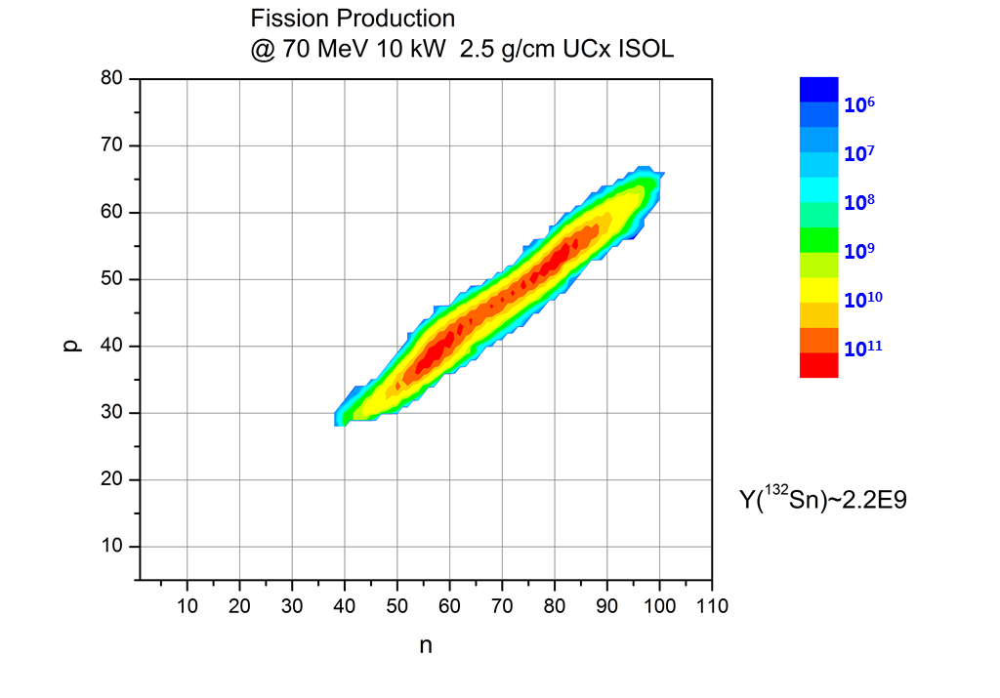 Fission Production
@ 70 MeV 10 kW  2.5 g/cm UCx ISOL
80
70
60
50
40
30
20
10
p
10 20 30 40 50 60 70 80 90 100 110
n
10⁶
10⁷
10⁸
10⁹
10¹⁰
10¹¹
Y(¹³²Sn)~2.2E9